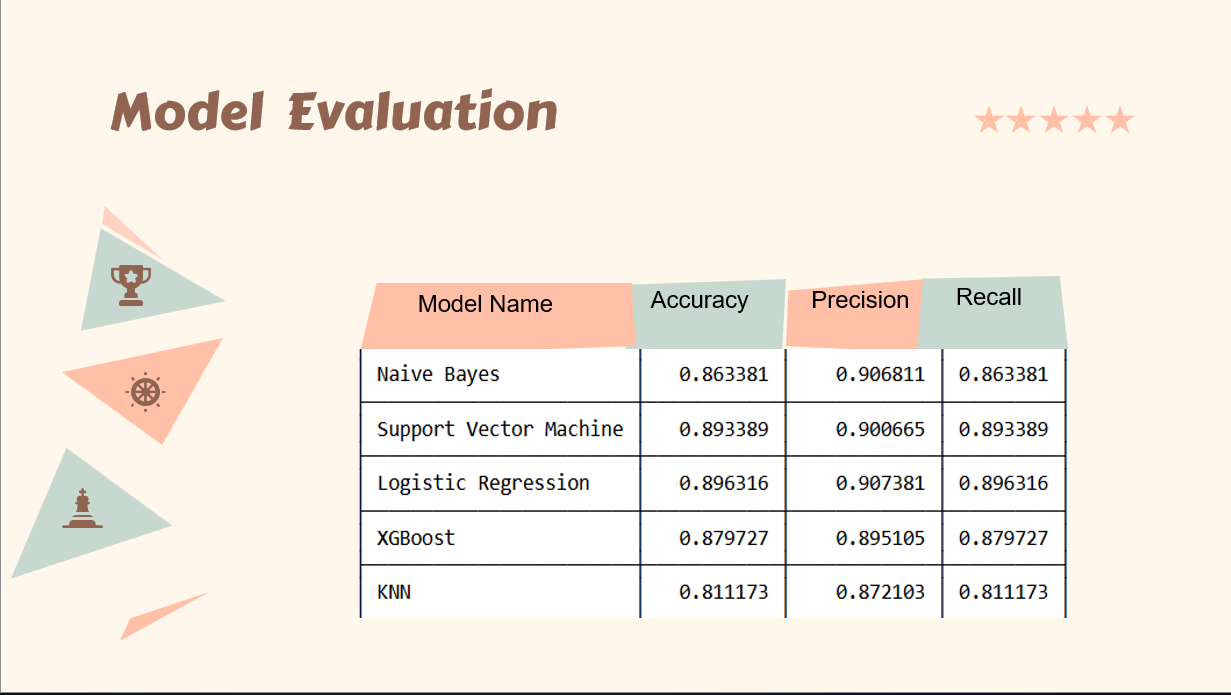 Model Evaluation
Model Name Accuracy Precision Recall
Naive Bayes 0.863381 0.906811 0.863381
Support Vector Machine 0.893389 0.900665 0.893389
Logistic Regression 0.896316 0.907381 0.896316
XGBoost 0.879727 0.895105 0.879727
KNN 0.811173 0.872103 0.811173